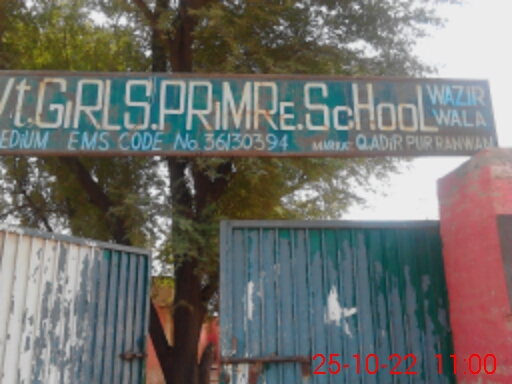 /t.GiRLS.PRiMRe.ScHooL WAZIR WALA
EDiUM EMS CODE No.36130394 MARKAZ QADiR PUR RANWAN
25-10-22 11:00